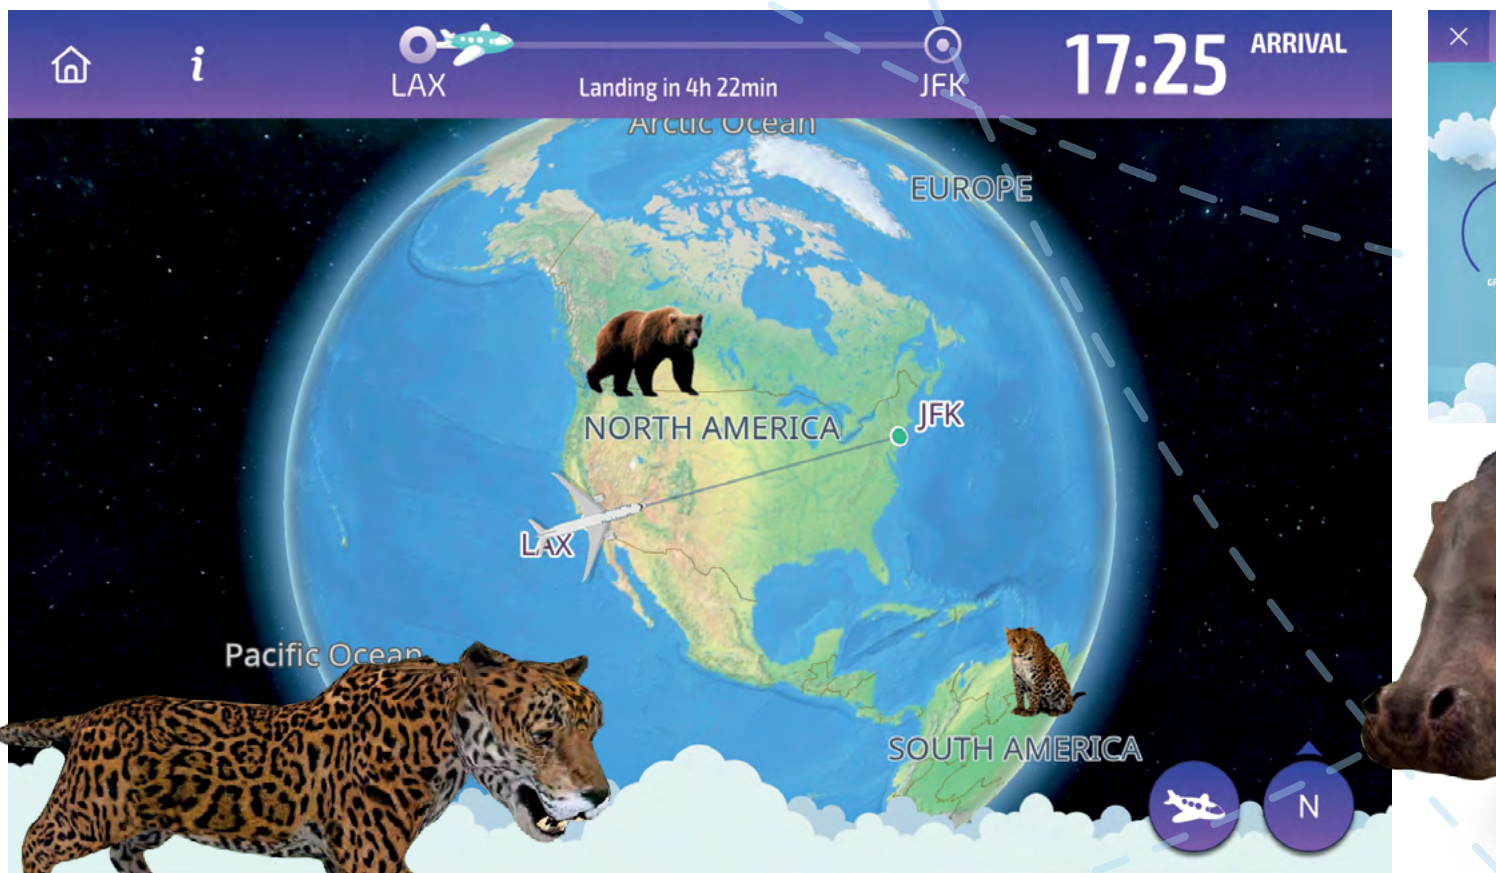 i
LAX
Landing in 4h 22min
JFK
17:25 ARRIVAL
Arctic Ocean
EUROPE
NORTH AMERICA
JFK
LAX
Pacific Ocean
SOUTH AMERICA
N